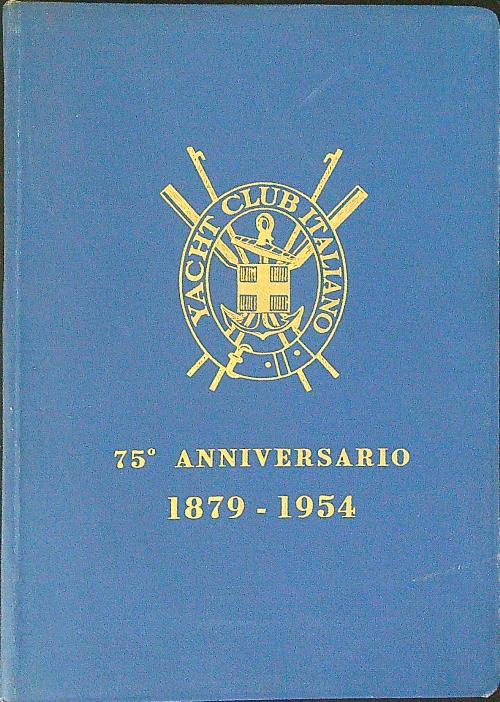 YACHT CLUB ITALIANO
75° ANNIVERSARIO
1879 - 1954